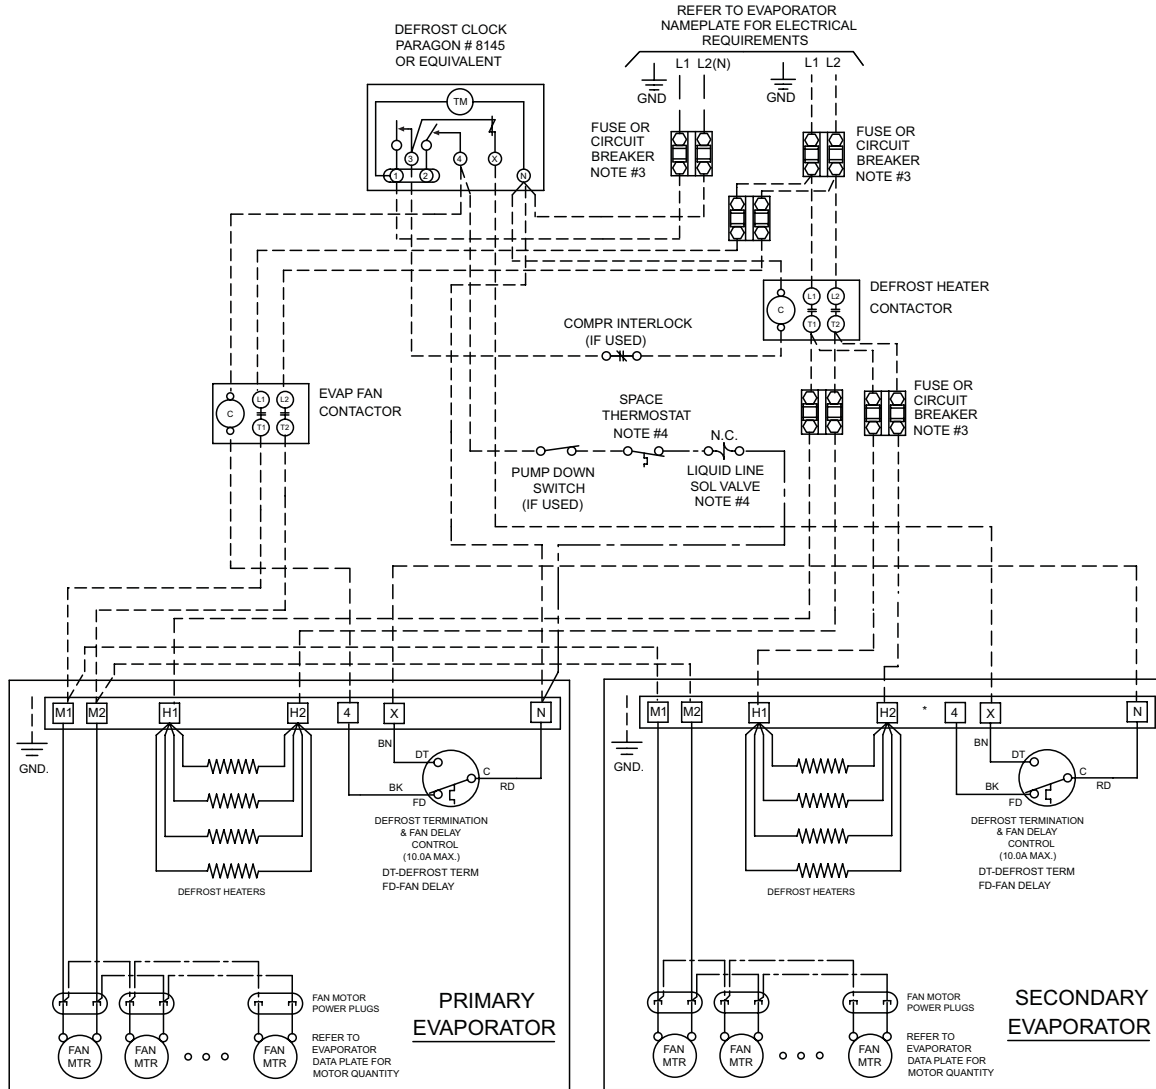 DEFROST CLOCK
PARAGON # 8145
OR EQUIVALENT
REFER TO EVAPORATOR
NAMEPLATE FOR ELECTRICAL
REQUIREMENTS
L1 L2(N)
L1 L2
GND
GND
TM
3
4
X
1
2
N
FUSE OR
CIRCUIT
BREAKER
NOTE #3
FUSE OR
CIRCUIT
BREAKER
NOTE #3
DEFROST HEATER
CONTACTOR
C
L1
L2
T1
T2
COMPR INTERLOCK
(IF USED)
EVAP FAN
CONTACTOR
C
L1
L2
T1
T2
SPACE
THERMOSTAT
NOTE #4
FUSE OR
CIRCUIT
BREAKER
NOTE #3
N.C.
PUMP DOWN
SWITCH
(IF USED)
LIQUID LINE
SOL VALVE
NOTE #4
M1
M2
H1
H2
4
X
N
GND.
BN
DT
C
RD
BK
FD
DEFROST TERMINATION
& FAN DELAY
CONTROL
(10.0A MAX.)
DT-DEFROST TERM
FD-FAN DELAY
DEFROST HEATERS
FAN MOTOR
POWER PLUGS
REFER TO
EVAPORATOR
DATA PLATE FOR
MOTOR QUANTITY
FAN
MTR
FAN
MTR
FAN
MTR
PRIMARY
EVAPORATOR
M1
M2
H1
H2
*
4
X
N
GND.
BN
DT
C
RD
BK
FD
DEFROST TERMINATION
& FAN DELAY
CONTROL
(10.0A MAX.)
DT-DEFROST TERM
FD-FAN DELAY
DEFROST HEATERS
FAN MOTOR
POWER PLUGS
REFER TO
EVAPORATOR
DATA PLATE FOR
MOTOR QUANTITY
FAN
MTR
FAN
MTR
FAN
MTR
SECONDARY
EVAPORATOR